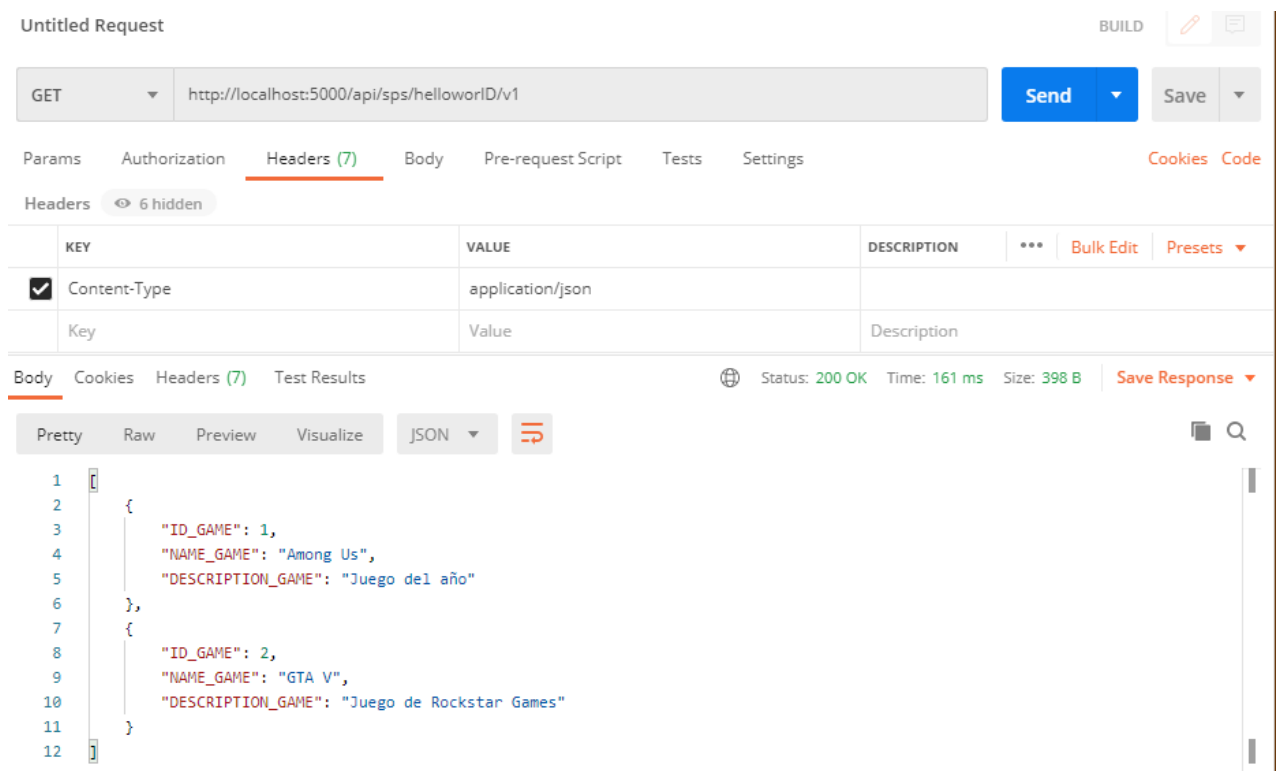 Untitled Request BUILD
GET http://localhost:5000/api/sps/helloworlD/v1 Send Save
Params Authorization Headers (7) Body Pre-request Script Tests Settings Cookies Code
Headers 6 hidden
KEY VALUE DESCRIPTION ••• Bulk Edit Presets
Content-Type application/json
Key Value Description
Body Cookies Headers (7) Test Results Status: 200 OK Time: 161 ms Size: 398 B Save Response
Pretty Raw Preview Visualize JSON
1 [
2 {
3 "ID_GAME": 1,
4 "NAME_GAME": "Among Us",
5 "DESCRIPTION_GAME": "Juego del año"
6 },
7 {
8 "ID_GAME": 2,
9 "NAME_GAME": "GTA V",
10 "DESCRIPTION_GAME": "Juego de Rockstar Games"
11 }
12 ]